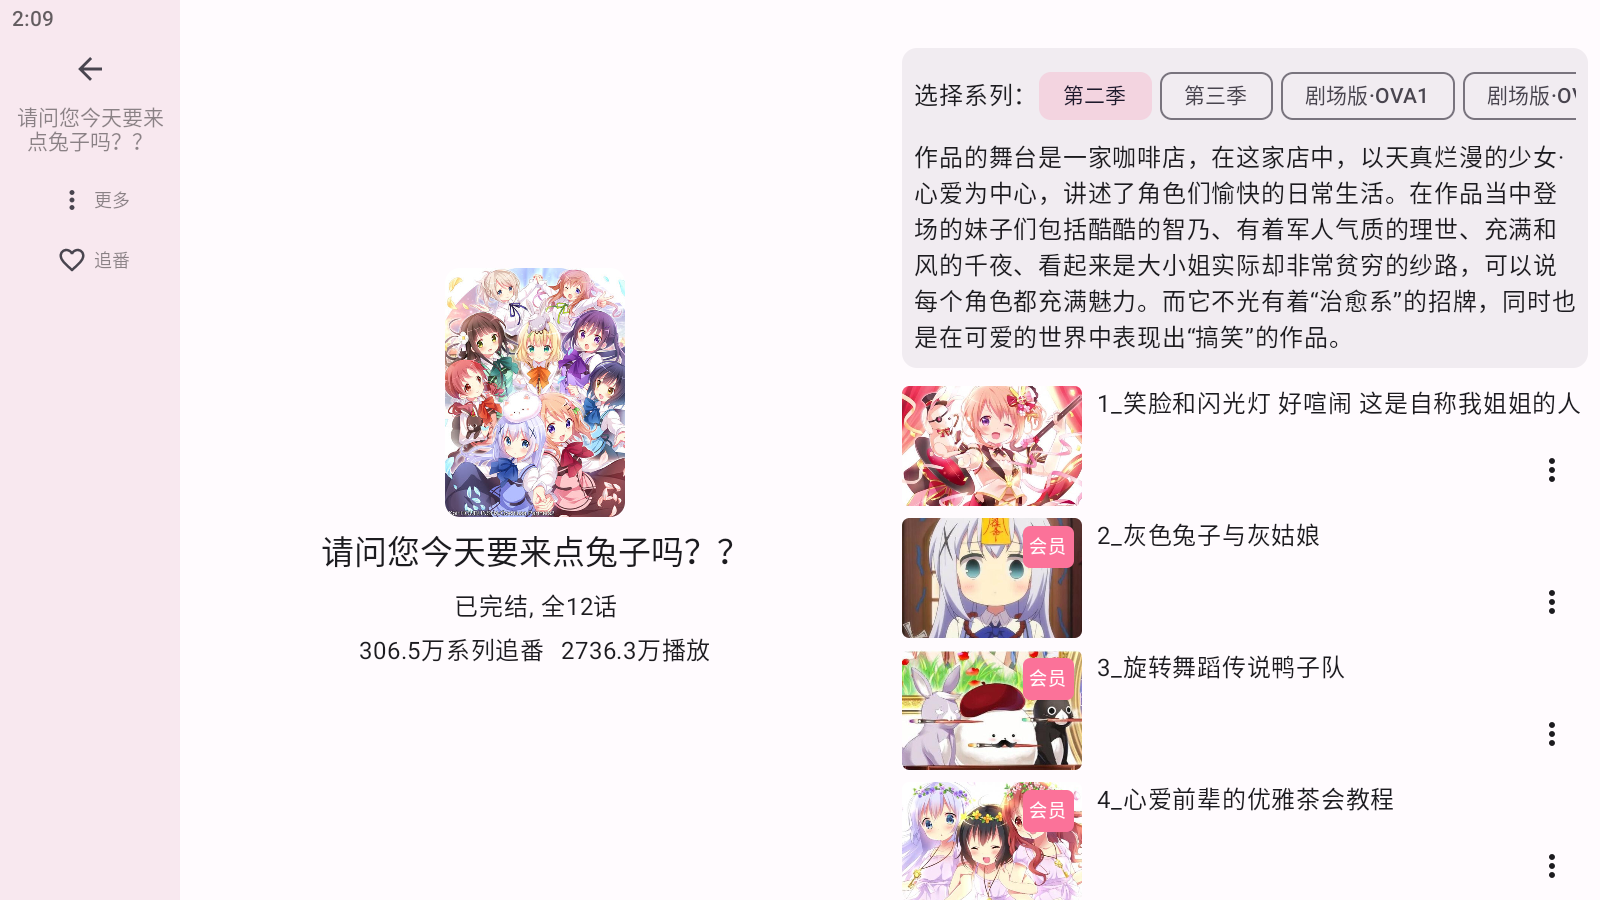 2:09
请问您今天要来
点兔子吗？？
更多
追番
请问您今天要来点兔子吗？？
已完结, 全12话
306.5万系列追番 2736.3万播放
选择系列：
第二季
第三季
剧场版·OVA1
剧场版·OV
作品的舞台是一家咖啡店，在这家店中，以天真烂漫的少女·
心爱为中心，讲述了角色们愉快的日常生活。在作品当中登
场的妹子们包括酷酷的智乃、有着军人气质的理世、充满和
风的千夜、看起来是大小姐实际却非常贫穷的纱路，可以说
每个角色都充满魅力。而它不光有着“治愈系”的招牌，同时也
是在可爱的世界中表现出“搞笑”的作品。
1_笑脸和闪光灯 好喧闹 这是自称我姐姐的人
会员
2_灰色兔子与灰姑娘
会员
3_旋转舞蹈传说鸭子队
会员
4_心爱前辈的优雅茶会教程